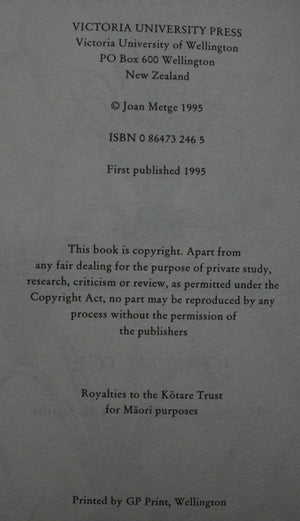 VICTORIA UNIVERSITY PRESS
Victoria University of Wellington
PO Box 600 Wellington
New Zealand
© Joan Metge 1995
ISBN 0 86473 246 5
First published 1995
This book is copyright. Apart from
any fair dealing for the purpose of private study,
research, criticism or review, as permitted under the
Copyright Act, no part may be reproduced by any
process without the permission of
the publishers
Royalties to the Kōtare Trust
for Māori purposes
Printed by GP Print, Wellington